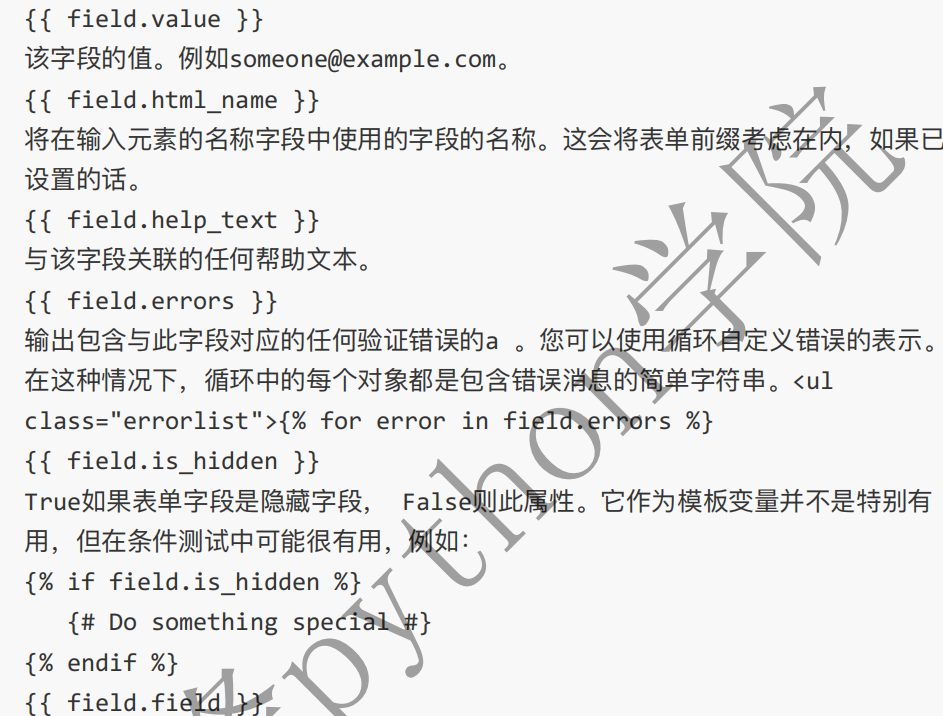 {{ field.value }}
该字段的值。例如someone@example.com。
{{ field.html_name }}
将在输入元素的名称字段中使用的字段的名称。这会将表单前缀考虑在内，如果已
设置的话。
{{ field.help_text }}
与该字段关联的任何帮助文本。
{{ field.errors }}
输出包含与此字段对应的任何验证错误的a 。您可以使用循环自定义错误的表示。
在这种情况下，循环中的每个对象都是包含错误消息的简单字符串。<ul
class="errorlist">{% for error in field.errors %}
{{ field.is_hidden }}
True如果表单字段是隐藏字段， False则此属性。它作为模板变量并不是特别有
用，但在条件测试中可能很有用，例如：
{% if field.is_hidden %}
   {# Do something special #}
{% endif %}
{{ field.field }}
python学院